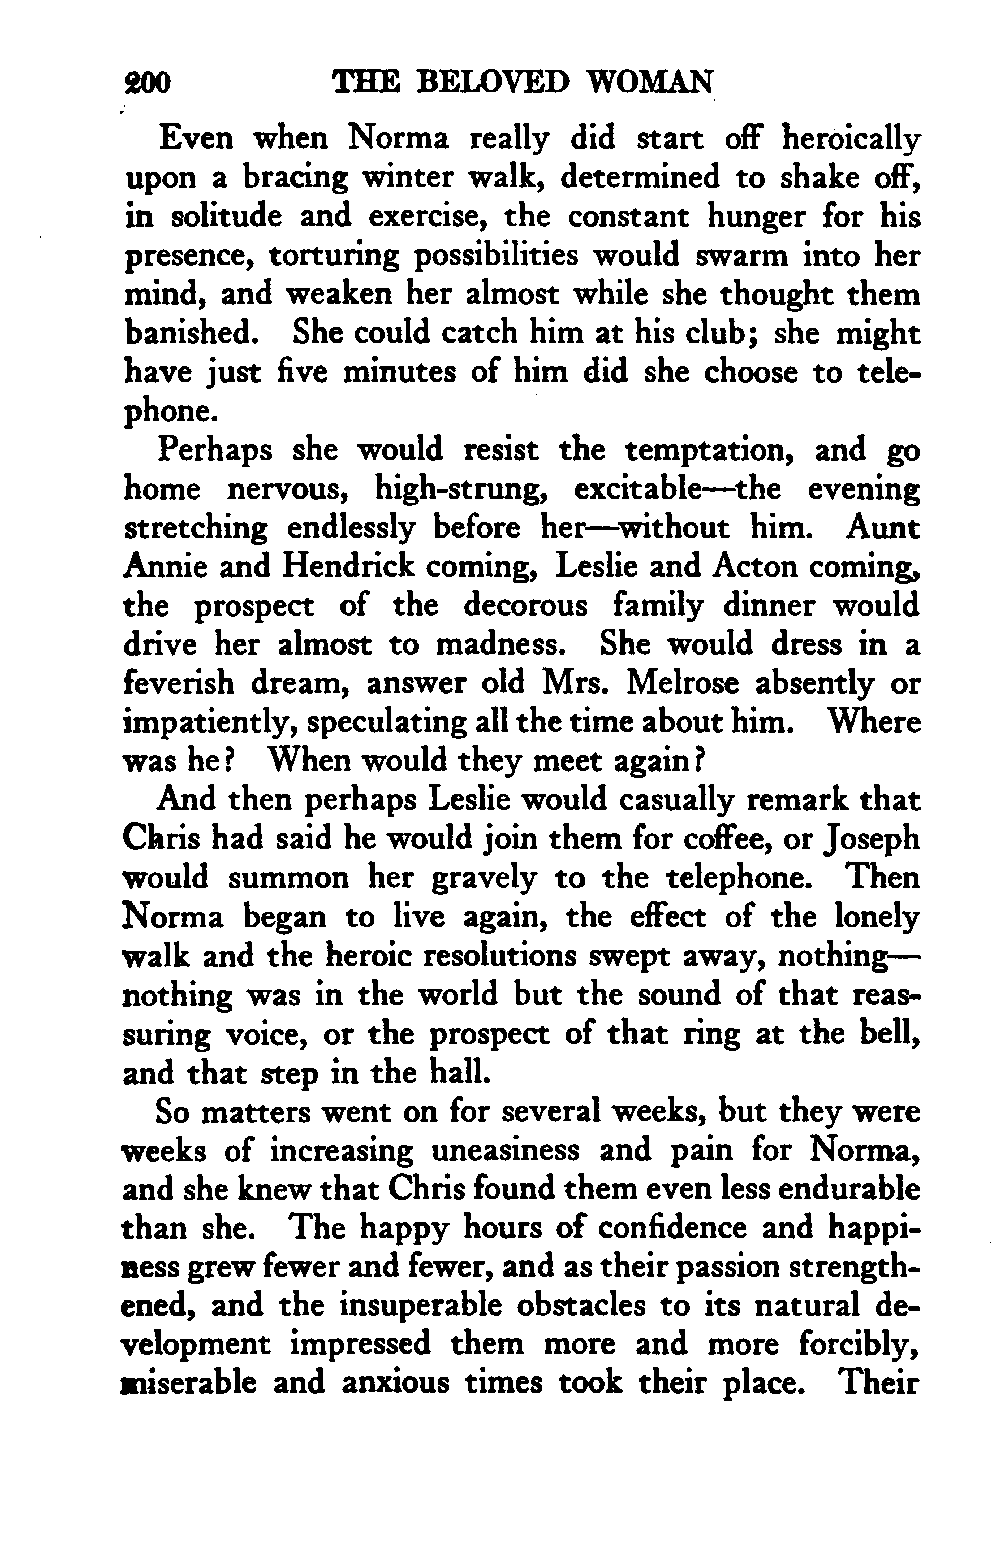 200 THE BELOVED WOMAN
Even when Norma really did start off heroically
upon a bracing winter walk, determined to shake off,
in solitude and exercise, the constant hunger for his
presence, torturing possibilities would swarm into her
mind, and weaken her almost while she thought them
banished. She could catch him at his club; she might
have just five minutes of him did she choose to tele-
phone.
Perhaps she would resist the temptation, and go
home nervous, high-strung, excitable—the evening
stretching endlessly before her—without him. Aunt
Annie and Hendrick coming, Leslie and Acton coming,
the prospect of the decorous family dinner would
drive her almost to madness. She would dress in a
feverish dream, answer old Mrs. Melrose absently or
impatiently, speculating all the time about him. Where
was he? When would they meet again?
And then perhaps Leslie would casually remark that
Chris had said he would join them for coffee, or Joseph
would summon her gravely to the telephone. Then
Norma began to live again, the effect of the lonely
walk and the heroic resolutions swept away, nothing—
nothing was in the world but the sound of that reas-
suring voice, or the prospect of that ring at the bell,
and that step in the hall.
So matters went on for several weeks, but they were
weeks of increasing uneasiness and pain for Norma,
and she knew that Chris found them even less endurable
than she. The happy hours of confidence and happi-
ness grew fewer and fewer, and as their passion strength-
ened, and the insuperable obstacles to its natural de-
velopment impressed them more and more forcibly,
miserable and anxious times took their place. Their